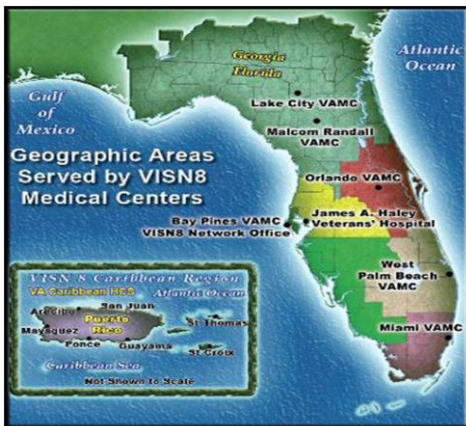 Georgia
Florida
Atlantic
Ocean
Gulf
of
Mexico
Lake City VAMC
Malcom Randall
VAMC
Geographic Areas
Served by VISN8
Medical Centers
Orlando VAMC
Bay Pines VAMC
VISN8 Network Office
James A. Haley
Veterans' Hospital
West
Palm Beach
VAMC
Miami VAMC
VISN 8 Caribbean Region
VA Caribbean HCS
Atlantic Ocean
San Juan
Arecibo
Puerto
Rico
Mayaguez
Ponce
Guayama
St Thomas
St Croix
Caribbean Sea
Not Shown to Scale